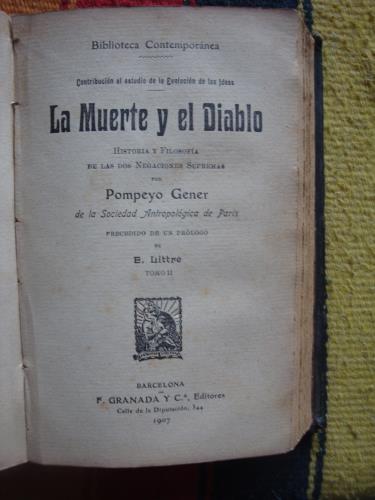 Biblioteca Contemporánea
Contribución al estudio de la Evolución de las Ideas
La Muerte y el Diablo
HISTORIA Y FILOSOFÍA
DE LAS DOS NEGACIONES SUPREMAS
POR
Pompeyo Gener
de la Sociedad Antropológica de París
PRECEDIDO DE UN PRÓLOGO
DE
E. Littre
TOMO II
BARCELONA
F. GRANADA Y C.ª, Editores
Calle de la Diputación, 344
1907